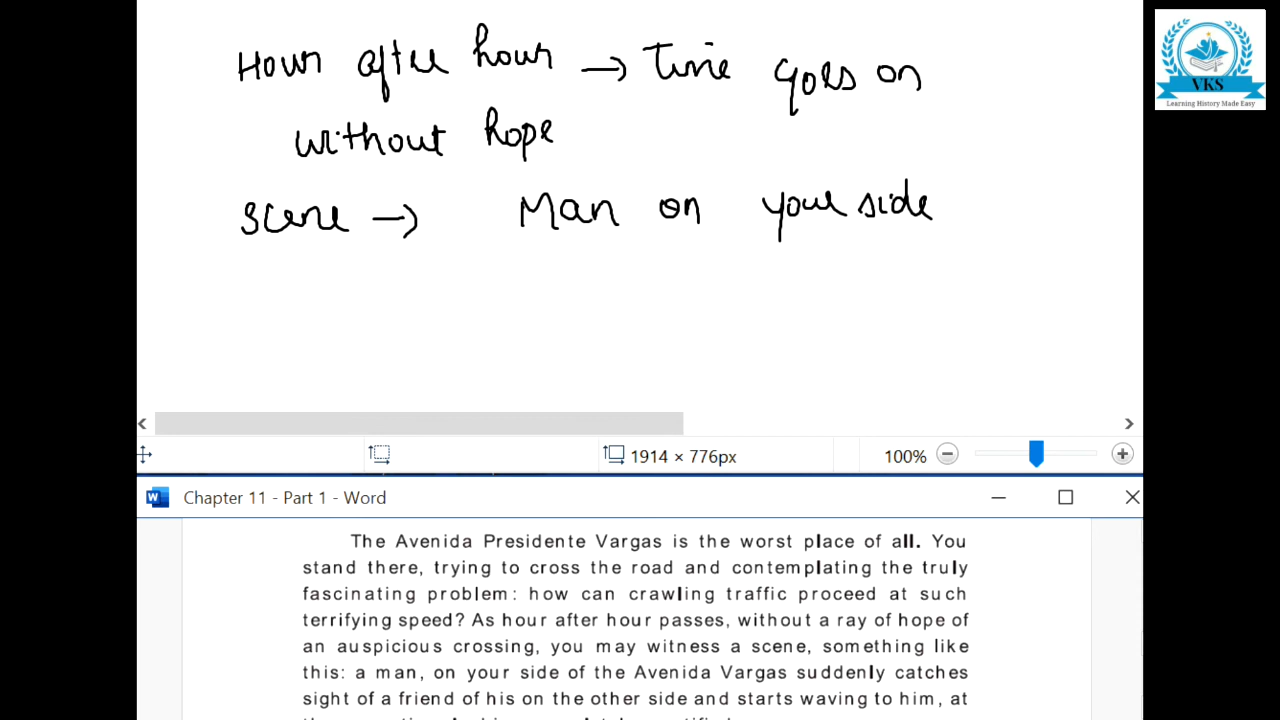 Hour after hour → Time goes on
without hope
Scene → Man on your side
VKS
Learning History Made Easy
1914 × 776px
100%
Chapter 11 - Part 1 - Word
The Avenida Presidente Vargas is the worst place of all. You
stand there, trying to cross the road and contemplating the truly
fascinating problem: how can crawling traffic proceed at such
terrifying speed? As hour after hour passes, without a ray of hope of
an auspicious crossing, you may witness a scene, something like
this: a man, on your side of the Avenida Vargas suddenly catches
sight of a friend of his on the other side and starts waving to him, at